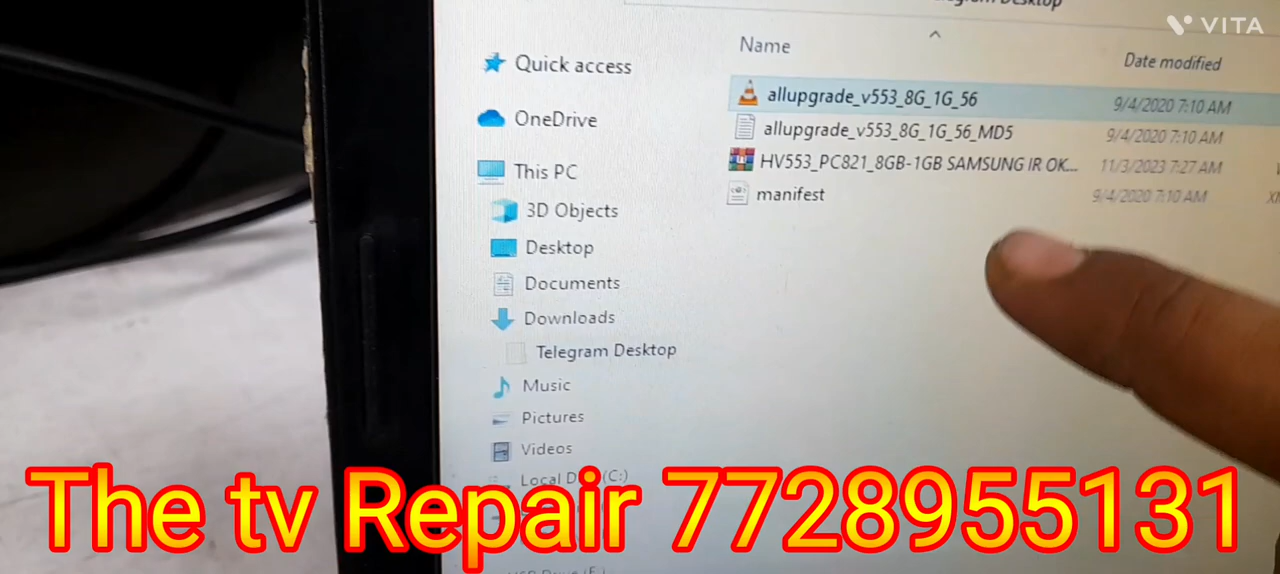 Desktop
VITA
Name
Date modified
Quick access
allupgrade_v553_8G_1G_56
9/4/2020 7:10 AM
OneDrive
allupgrade_v553_8G_1G_56_MD5
9/4/2020 7:10 AM
This PC
HV553_PC821_8GB-1GB SAMSUNG IR OK...
11/3/2023 7:27 AM
manifest
9/4/2020 7:10 AM
3D Objects
Desktop
Documents
Downloads
Telegram Desktop
Music
Pictures
Videos
Local (C:)
The tv Repair 7728955131